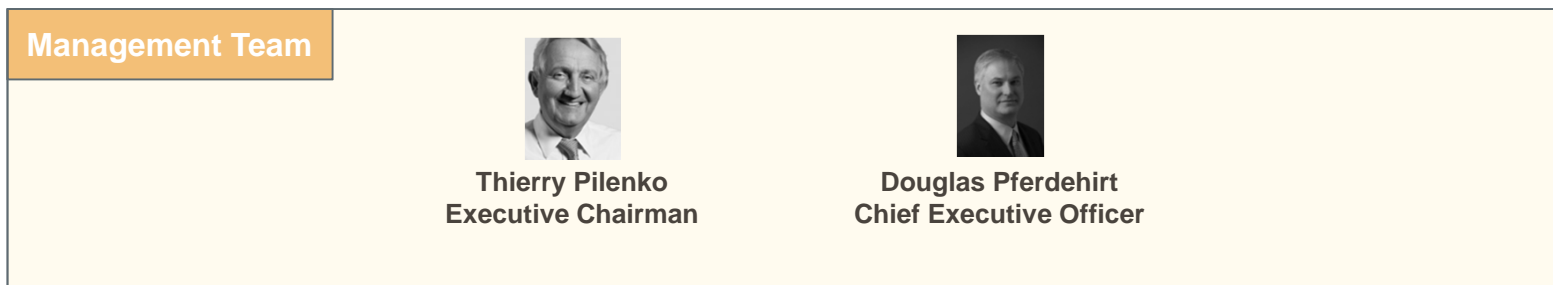 Management Team
Thierry Pilenko
Executive Chairman
Douglas Pferdehirt
Chief Executive Officer